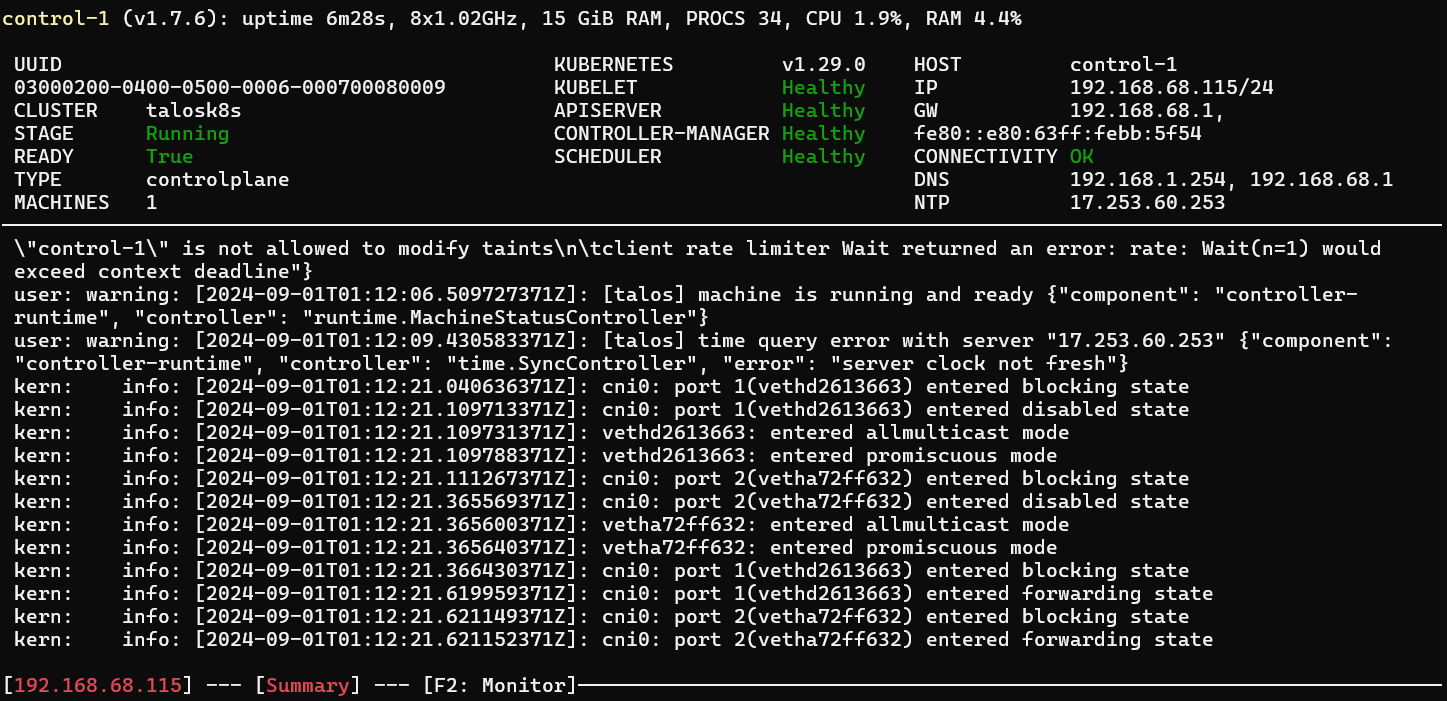 control-1 (v1.7.6): uptime 6m28s, 8x1.02GHz, 15 GiB RAM, PROCS 34, CPU 1.9%, RAM 4.4%
UUID KUBERNETES v1.29.0 HOST control-1
03000200-0400-0500-0006-000700080009 KUBELET Healthy IP 192.168.68.115/24
CLUSTER talosk8s APISERVER Healthy GW 192.168.68.1,
STAGE Running CONTROLLER-MANAGER Healthy fe80::e80:63ff:febb:5f54
READY True SCHEDULER Healthy CONNECTIVITY OK
TYPE controlplane DNS 192.168.1.254, 192.168.68.1
MACHINES 1 NTP 17.253.60.253
\"control-1\" is not allowed to modify taints\n\tclient rate limiter Wait returned an error: rate: Wait(n=1) would
exceed context deadline"}
user: warning: [2024-09-01T01:12:06.509727371Z]: [talos] machine is running and ready {"component": "controller-
runtime", "controller": "runtime.MachineStatusController"}
user: warning: [2024-09-01T01:12:09.430583371Z]: [talos] time query error with server "17.253.60.253" {"component":
"controller-runtime", "controller": "time.SyncController", "error": "server clock not fresh"}
kern: info: [2024-09-01T01:12:21.040636371Z]: cni0: port 1(vethd2613663) entered blocking state
kern: info: [2024-09-01T01:12:21.109713371Z]: cni0: port 1(vethd2613663) entered disabled state
kern: info: [2024-09-01T01:12:21.109731371Z]: vethd2613663: entered allmulticast mode
kern: info: [2024-09-01T01:12:21.109788371Z]: vethd2613663: entered promiscuous mode
kern: info: [2024-09-01T01:12:21.111267371Z]: cni0: port 2(vetha72ff632) entered blocking state
kern: info: [2024-09-01T01:12:21.365569371Z]: cni0: port 2(vetha72ff632) entered disabled state
kern: info: [2024-09-01T01:12:21.365600371Z]: vetha72ff632: entered allmulticast mode
kern: info: [2024-09-01T01:12:21.365640371Z]: vetha72ff632: entered promiscuous mode
kern: info: [2024-09-01T01:12:21.366430371Z]: cni0: port 1(vethd2613663) entered blocking state
kern: info: [2024-09-01T01:12:21.619959371Z]: cni0: port 1(vethd2613663) entered forwarding state
kern: info: [2024-09-01T01:12:21.621149371Z]: cni0: port 2(vetha72ff632) entered blocking state
kern: info: [2024-09-01T01:12:21.621152371Z]: cni0: port 2(vetha72ff632) entered forwarding state
[192.168.68.115] --- [Summary] --- [F2: Monitor]